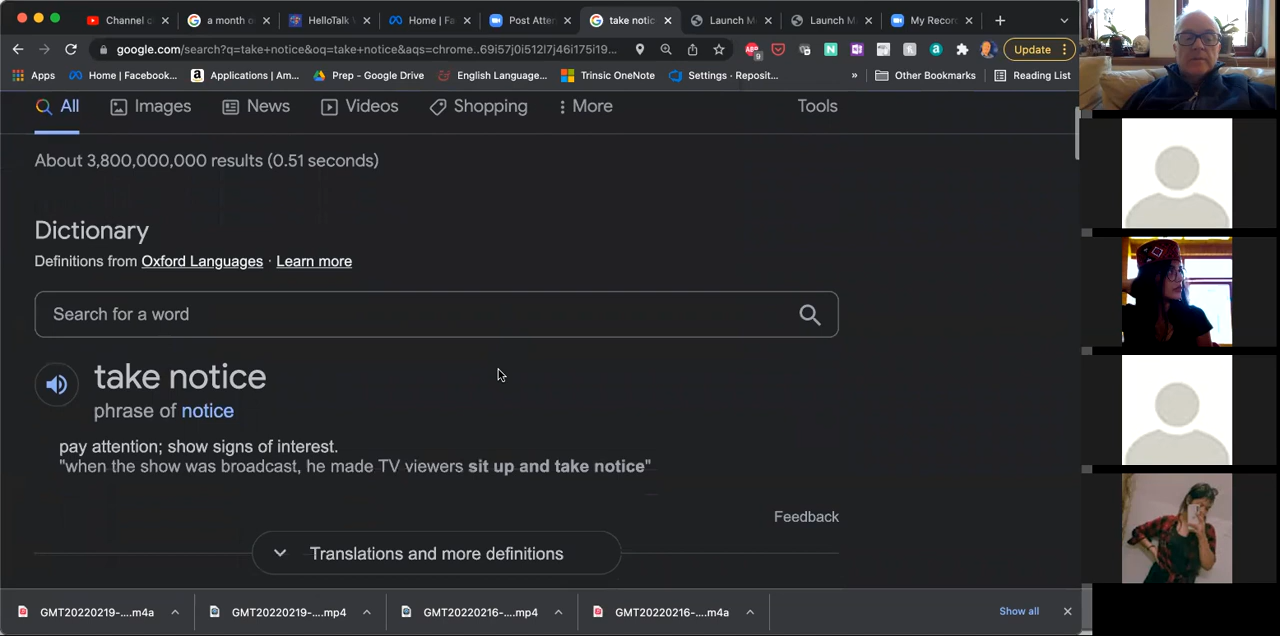 Channel c
a month o
HelloTalk
Home | Fa
Post Atten
take notic
Launch M
Launch M
My Record
google.com/search?q=take+notice&oq=take+notice&aqs=chrome..69i57j0i512l7j46i175i19...
9
Update
Apps
Home | Facebook...
Applications | Am...
Prep - Google Drive
English Language...
Trinsic OneNote
Settings · Reposit...
»
Other Bookmarks
Reading List
All
Images
News
Videos
Shopping
More
Tools
About 3,800,000,000 results (0.51 seconds)
Dictionary
Definitions from Oxford Languages · Learn more
Search for a word
take notice
phrase of notice
pay attention; show signs of interest.
"when the show was broadcast, he made TV viewers sit up and take notice"
Feedback
Translations and more definitions
GMT20220219-....m4a
GMT20220219-....mp4
GMT20220216-....mp4
GMT20220216-....m4a
Show all